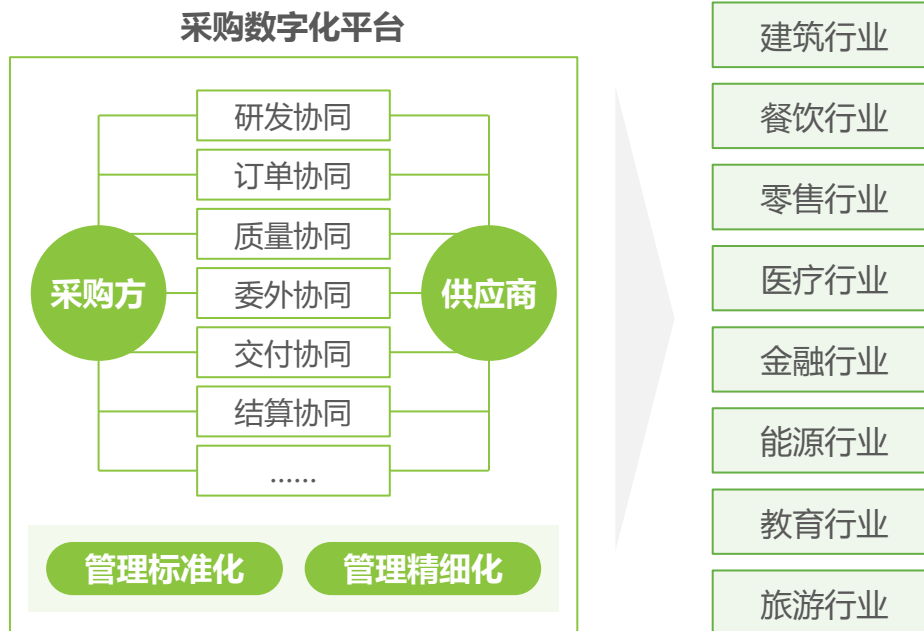 采购数字化平台
研发协同
订单协同
质量协同
采购方
委外协同
供应商
交付协同
结算协同
......
管理标准化
管理精细化
建筑行业
餐饮行业
零售行业
医疗行业
金融行业
能源行业
教育行业
旅游行业